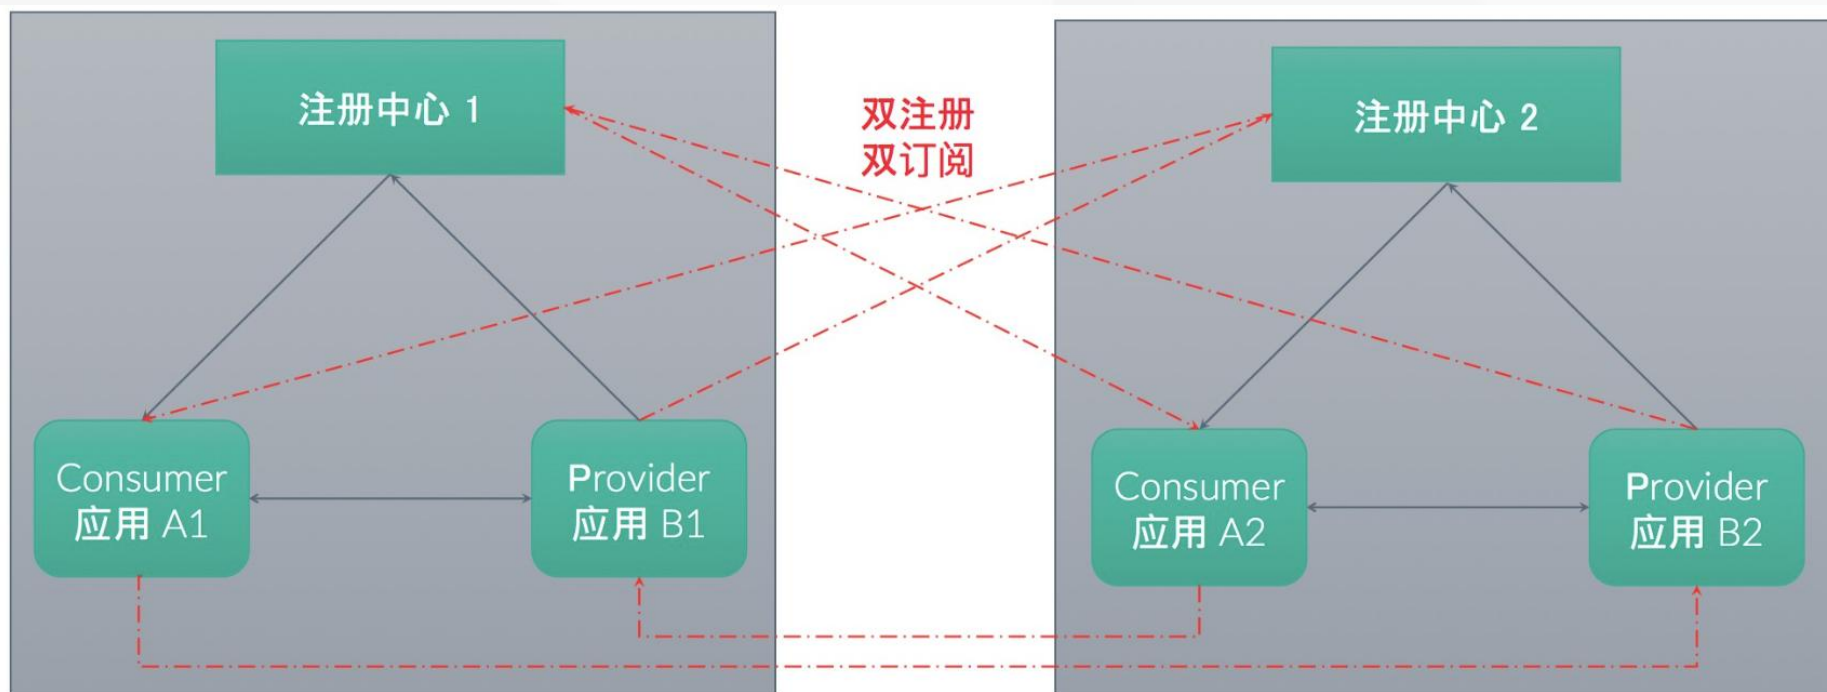 注册中心 1
双注册
双订阅
注册中心 2
Consumer
应用 A1
Provider
应用 B1
Consumer
应用 A2
Provider
应用 B2